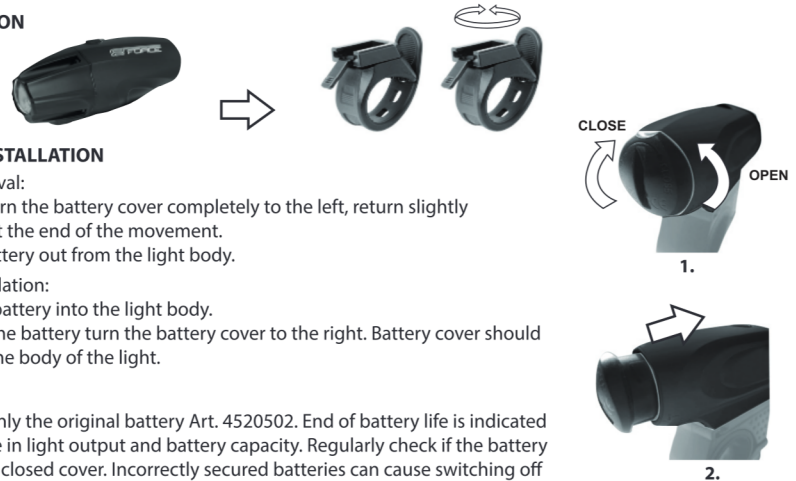 ON
FORCE
STALLATION
val:
rn the battery cover completely to the left, return slightly
t the end of the movement.
ttery out from the light body.
lation:
battery into the light body.
he battery turn the battery cover to the right. Battery cover should
he body of the light.
nly the original battery Art. 4520502. End of battery life is indicated
e in light output and battery capacity. Regularly check if the battery
closed cover. Incorrectly secured batteries can cause switching off
CLOSE
OPEN
1.
2.